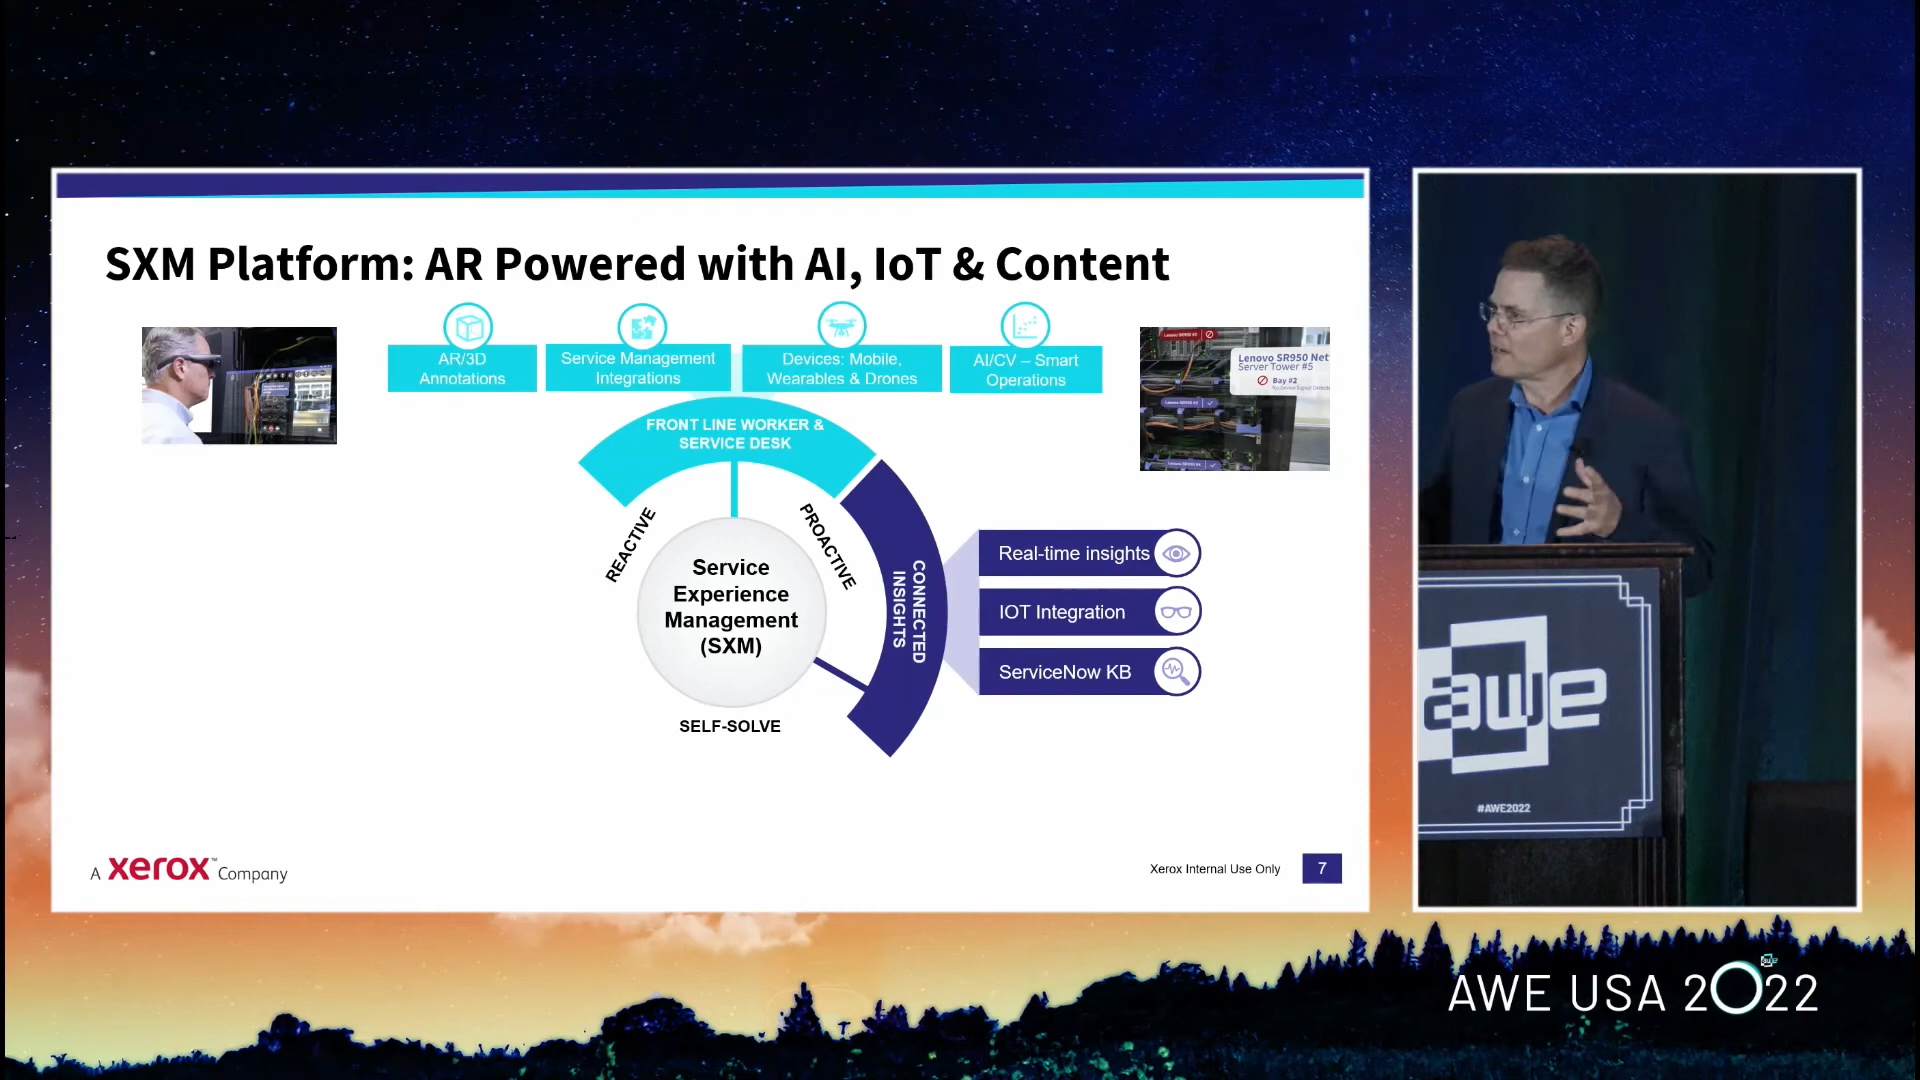 SXM Platform: AR Powered with AI, IoT & Content
AR/3D
Annotations
Service Management
Integrations
Devices: Mobile,
Wearables & Drones
AI/CV – Smart
Operations
Lenovo SR950 Net
Server Tower #5
Bay #2
FRONT LINE WORKER &
SERVICE DESK
REACTIVE
PROACTIVE
CONNECTED
INSIGHTS
Service
Experience
Management
(SXM)
SELF-SOLVE
Real-time insights
IOT Integration
ServiceNow KB
A xerox™ Company
Xerox Internal Use Only
7
awe
#AWE2022
AWE USA 2022